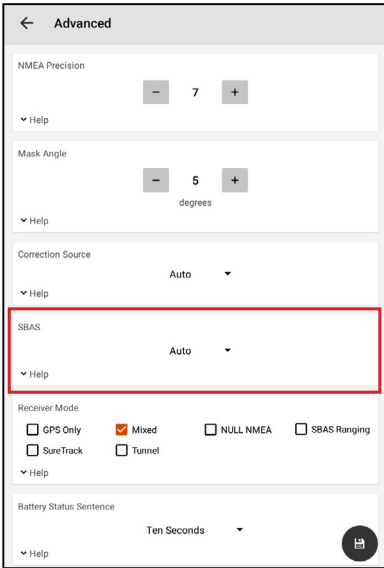 Advanced
NMEA Precision
− 7 +
Help
Mask Angle
− 5 +
degrees
Help
Correction Source
Auto
Help
SBAS
Auto
Help
Receiver Mode
GPS Only Mixed NULL NMEA SBAS Ranging
SureTrack Tunnel
Help
Battery Status Sentence
Ten Seconds
Help